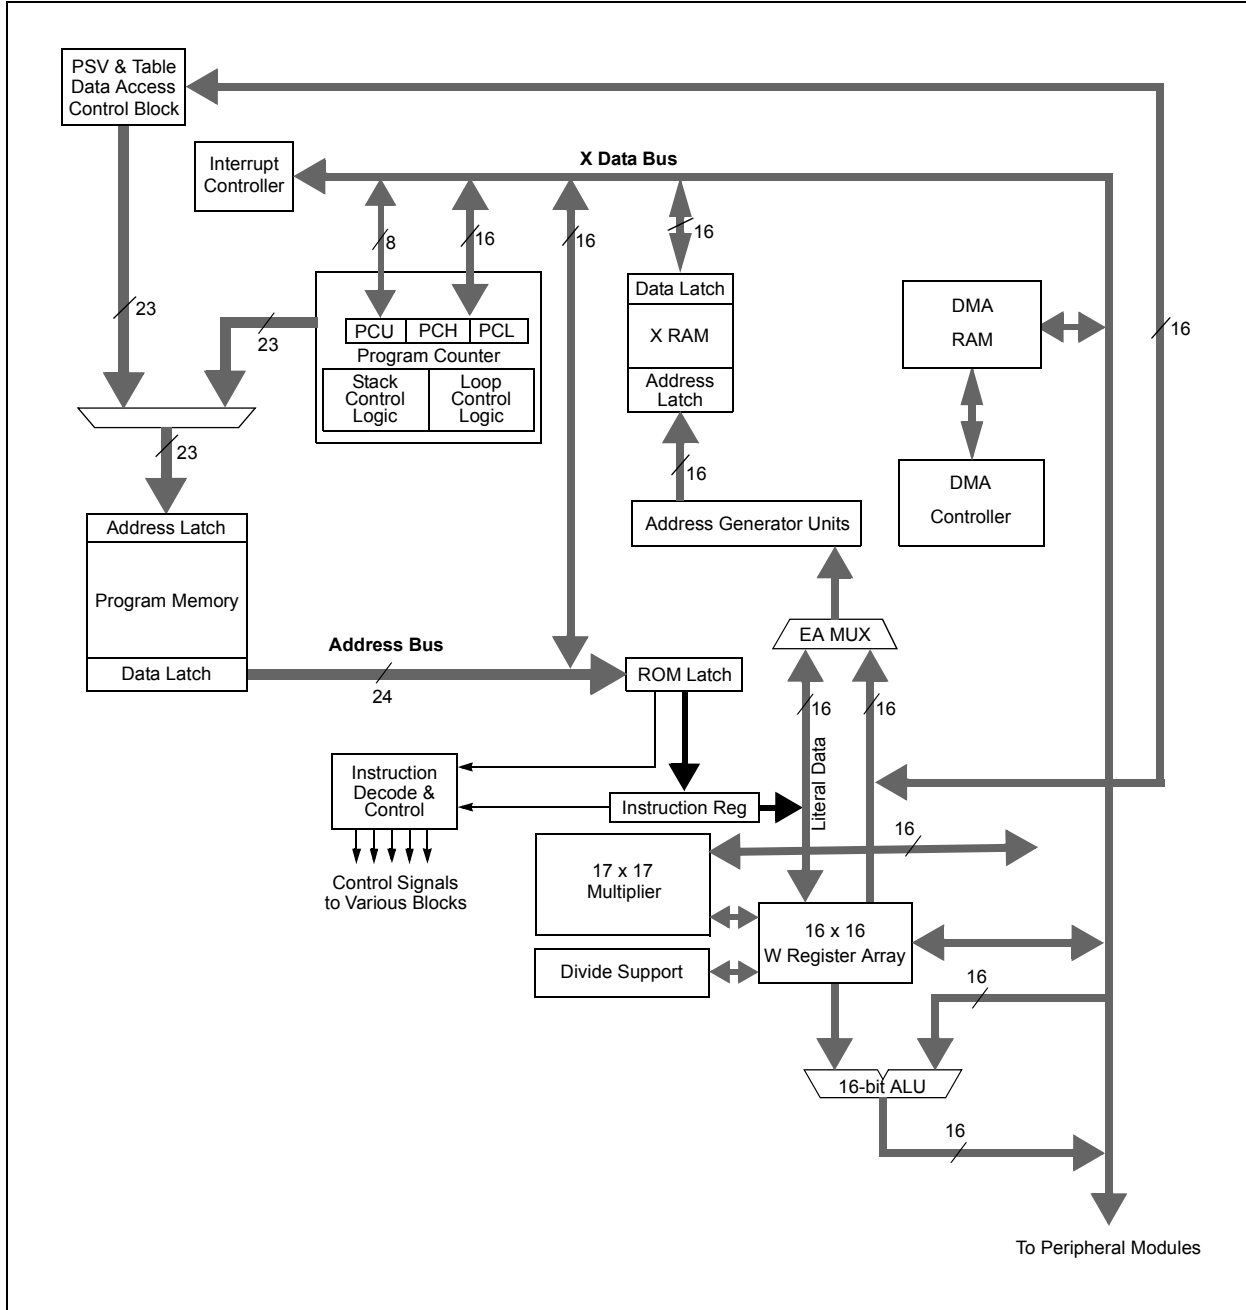 PSV & Table
Data Access
Control Block
Interrupt
Controller
X Data Bus
8
16
16
16
23
23
16
PCU
PCH
PCL
Program Counter
Stack
Control
Logic
Loop
Control
Logic
Data Latch
X RAM
Address
Latch
DMA
RAM
23
16
DMA
Controller
Address Generator Units
Address Latch
Program Memory
Data Latch
Address Bus
24
EA MUX
ROM Latch
16
16
Literal Data
Instruction
Decode &
Control
Instruction Reg
Control Signals
to Various Blocks
17 x 17
Multiplier
16
16 x 16
W Register Array
Divide Support
16
16-bit ALU
16
To Peripheral Modules